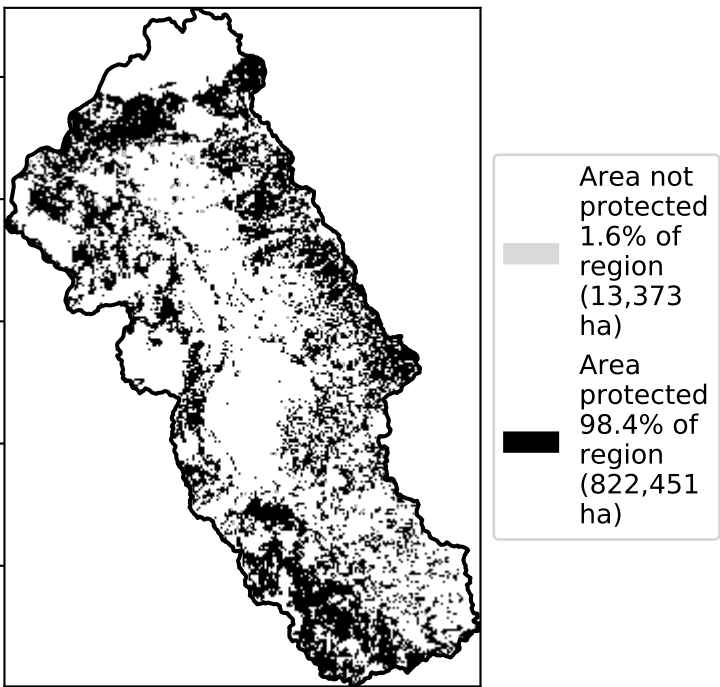 Area not
protected
1.6% of
region
(13,373
ha)
Area
protected
98.4% of
region
(822,451
ha)